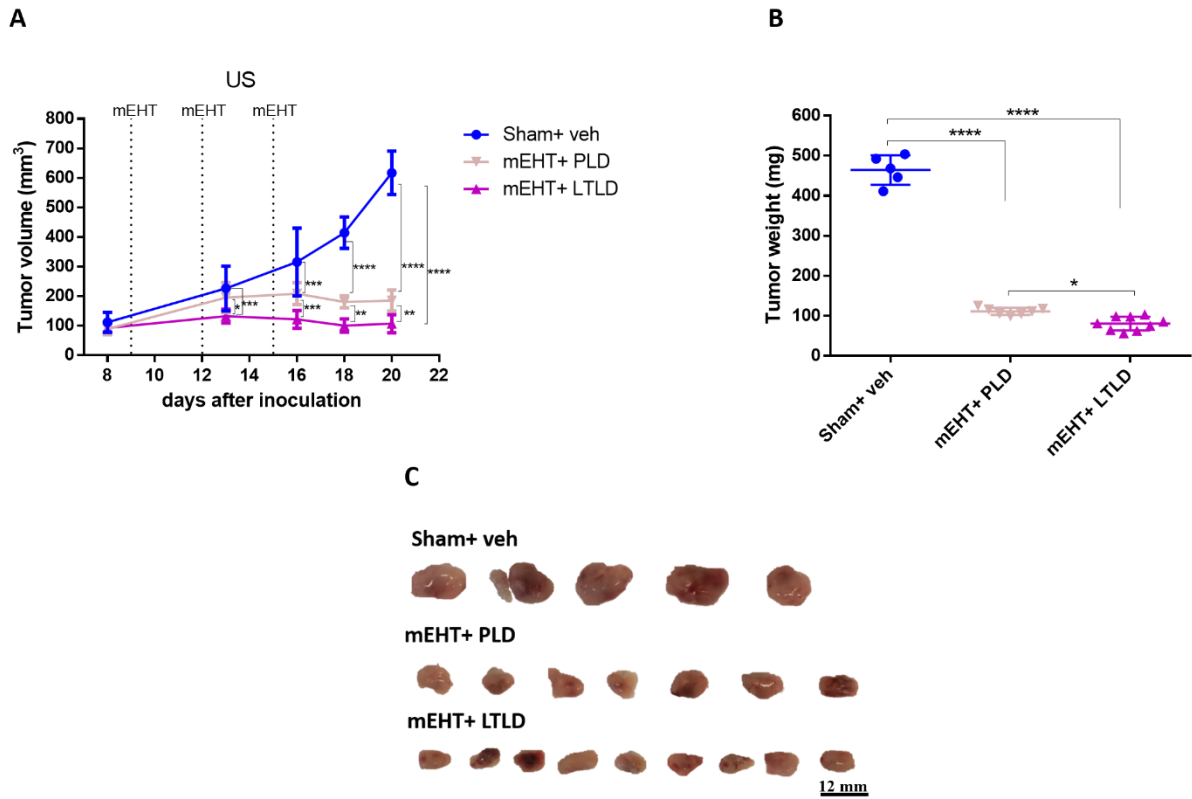 A
B
US
mEHT mEHT mEHT
800
700
600
500
400
300
200
100
0
Tumor volume (mm³)
8 10 12 14 16 18 20 22
days after inoculation
Sham+ veh
mEHT+ PLD
mEHT+ LTLD
* *** *** *** **** ** **** ** ****
600
500
400
300
200
100
0
Tumor weight (mg)
****
****
*
Sham+ veh
mEHT+ PLD
mEHT+ LTLD
C
Sham+ veh
mEHT+ PLD
mEHT+ LTLD
12 mm